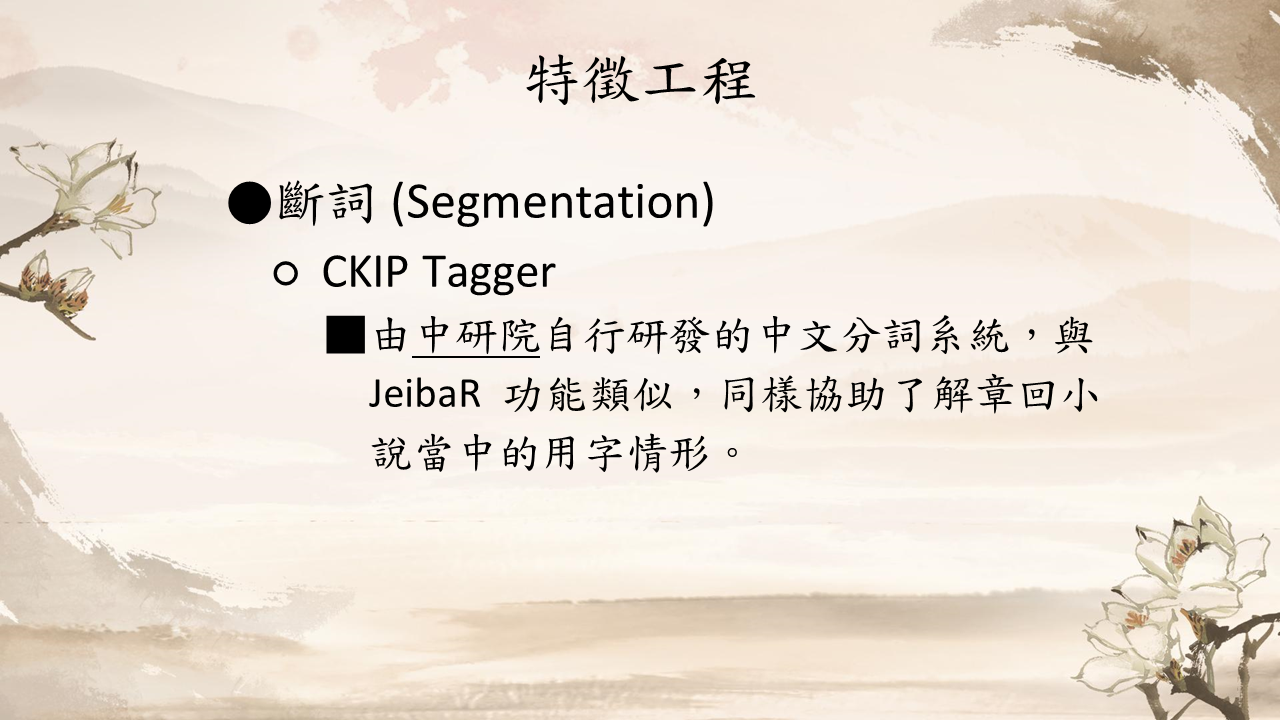 特徵工程
●斷詞 (Segmentation)
○ CKIP Tagger
■由中研院自行研發的中文分詞系統，與
JeibaR 功能類似，同樣協助了解章回小
說當中的用字情形。